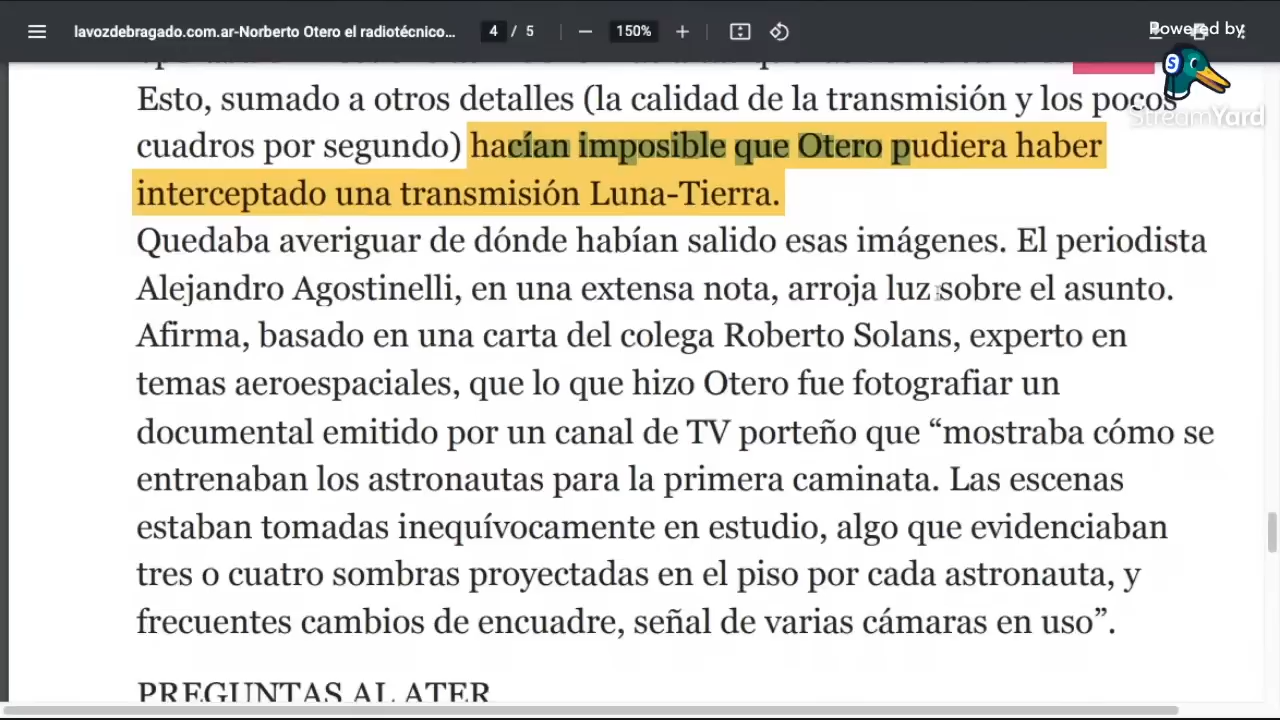 lavozdebragado.com.ar-Norberto Otero el radiotécnico... 4 / 5 150%
Powered by
StreamYard
Esto, sumado a otros detalles (la calidad de la transmisión y los pocos
cuadros por segundo) hacían imposible que Otero pudiera haber
interceptado una transmisión Luna-Tierra.
Quedaba averiguar de dónde habían salido esas imágenes. El periodista
Alejandro Agostinelli, en una extensa nota, arroja luz sobre el asunto.
Afirma, basado en una carta del colega Roberto Solans, experto en
temas aeroespaciales, que lo que hizo Otero fue fotografiar un
documental emitido por un canal de TV porteño que “mostraba cómo se
entrenaban los astronautas para la primera caminata. Las escenas
estaban tomadas inequívocamente en estudio, algo que evidenciaban
tres o cuatro sombras proyectadas en el piso por cada astronauta, y
frecuentes cambios de encuadre, señal de varias cámaras en uso”.
PREGUNTAS AL ATER